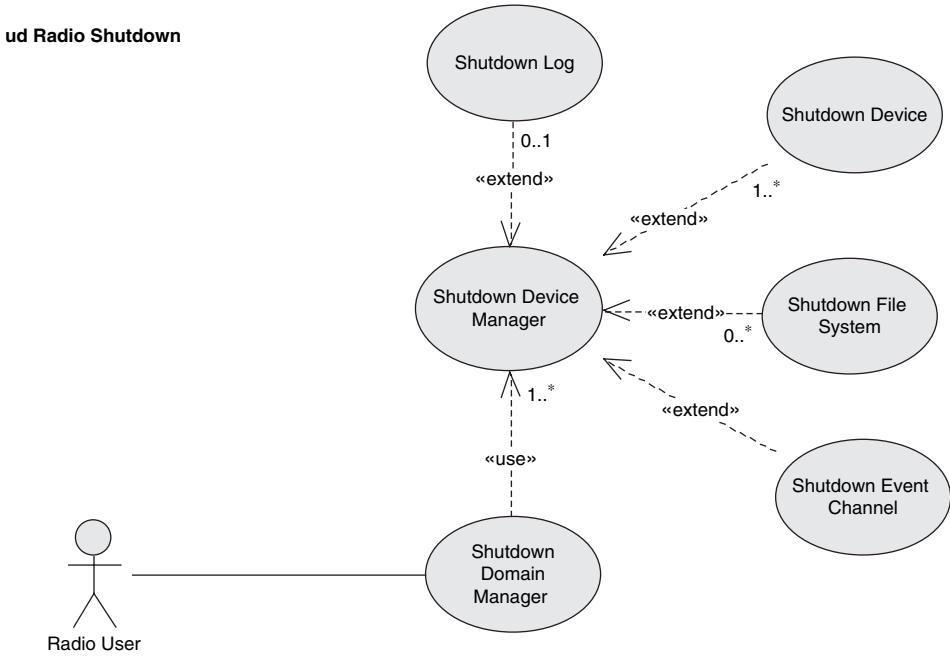 ud Radio Shutdown
Shutdown Log
0..1
«extend»
Shutdown Device
1..*
«extend»
Shutdown Device
Manager
«extend»
0..*
Shutdown File
System
«extend»
1..*
«use»
Shutdown Event
Channel
Shutdown
Domain
Manager
Radio User